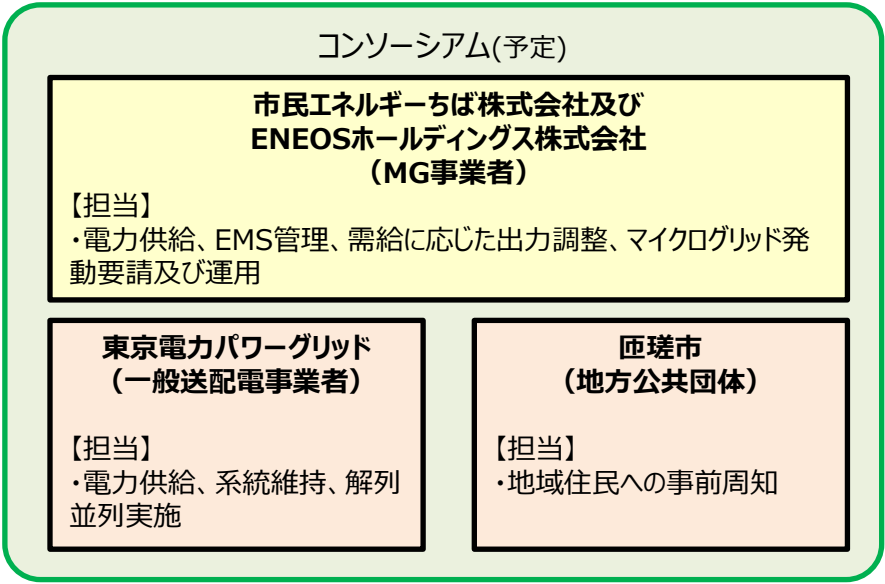 コンソーシアム(予定)
市民エネルギーちば株式会社及び
ENEOSホールディングス株式会社
（MG事業者）
【担当】
・電力供給、EMS管理、需給に応じた出力調整、マイクログリッド発
動要請及び運用
東京電力パワーグリッド
（一般送配電事業者）
【担当】
・電力供給、系統維持、解列
並列実施
匝瑳市
（地方公共団体）
【担当】
・地域住民への事前周知